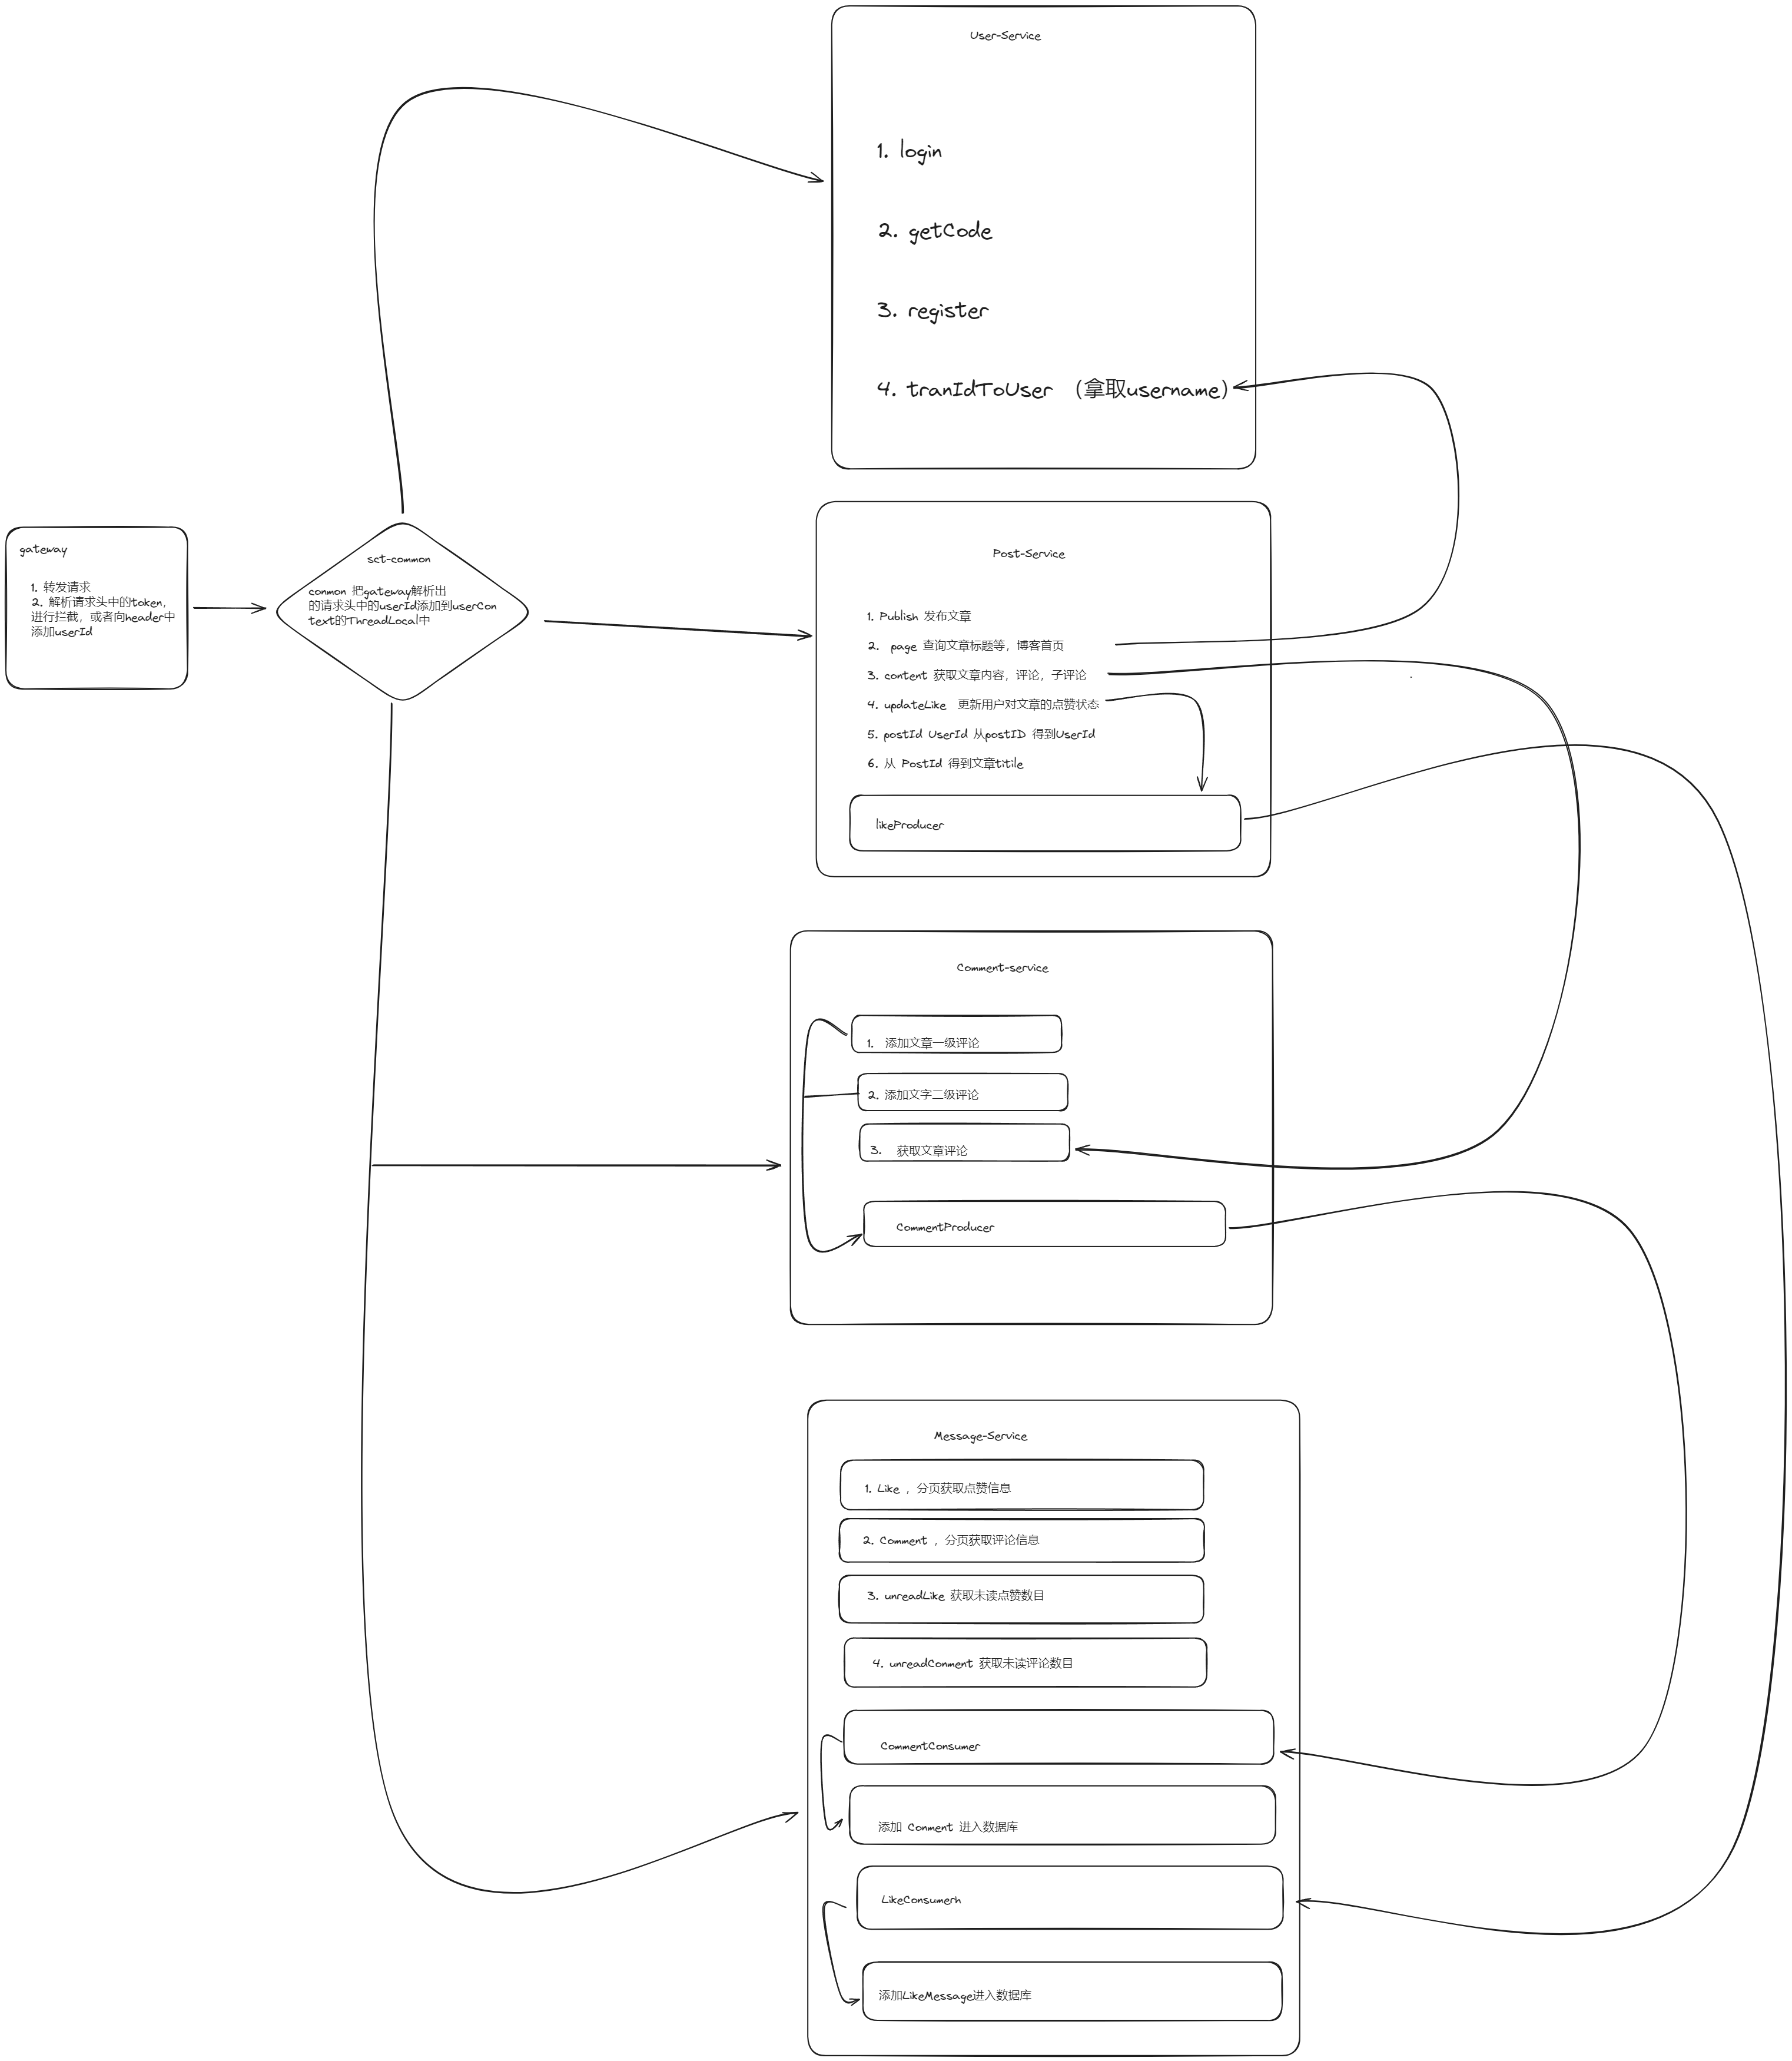 User-Service
1. login
2. getCode
3. register
4. tranIdToUser （拿取username）
gateway
1. 转发请求
2. 解析请求头中的token，
进行拦截，或者向header中
添加userId
sct-common
conmon 把gateway解析出
的请求头中的userId添加到userCon
text的ThreadLocal中
Post-Service
1. Publish 发布文章
2. page 查询文章标题等，博客首页
3. content 获取文章内容，评论，子评论
4. updateLike 更新用户对文章的点赞状态
5. postId UserId 从postID 得到UserId
6. 从 PostId 得到文章titile
likeProducer
Comment-service
1. 添加文章一级评论
2. 添加文字二级评论
3. 获取文章评论
CommentProducer
Message-Service
1. Like ，分页获取点赞信息
2. Comment ，分页获取评论信息
3. unreadLike 获取未读点赞数目
4. unreadConment 获取未读评论数目
CommentConsumer
添加 Conment 进入数据库
LikeConsumerh
添加LikeMessage进入数据库